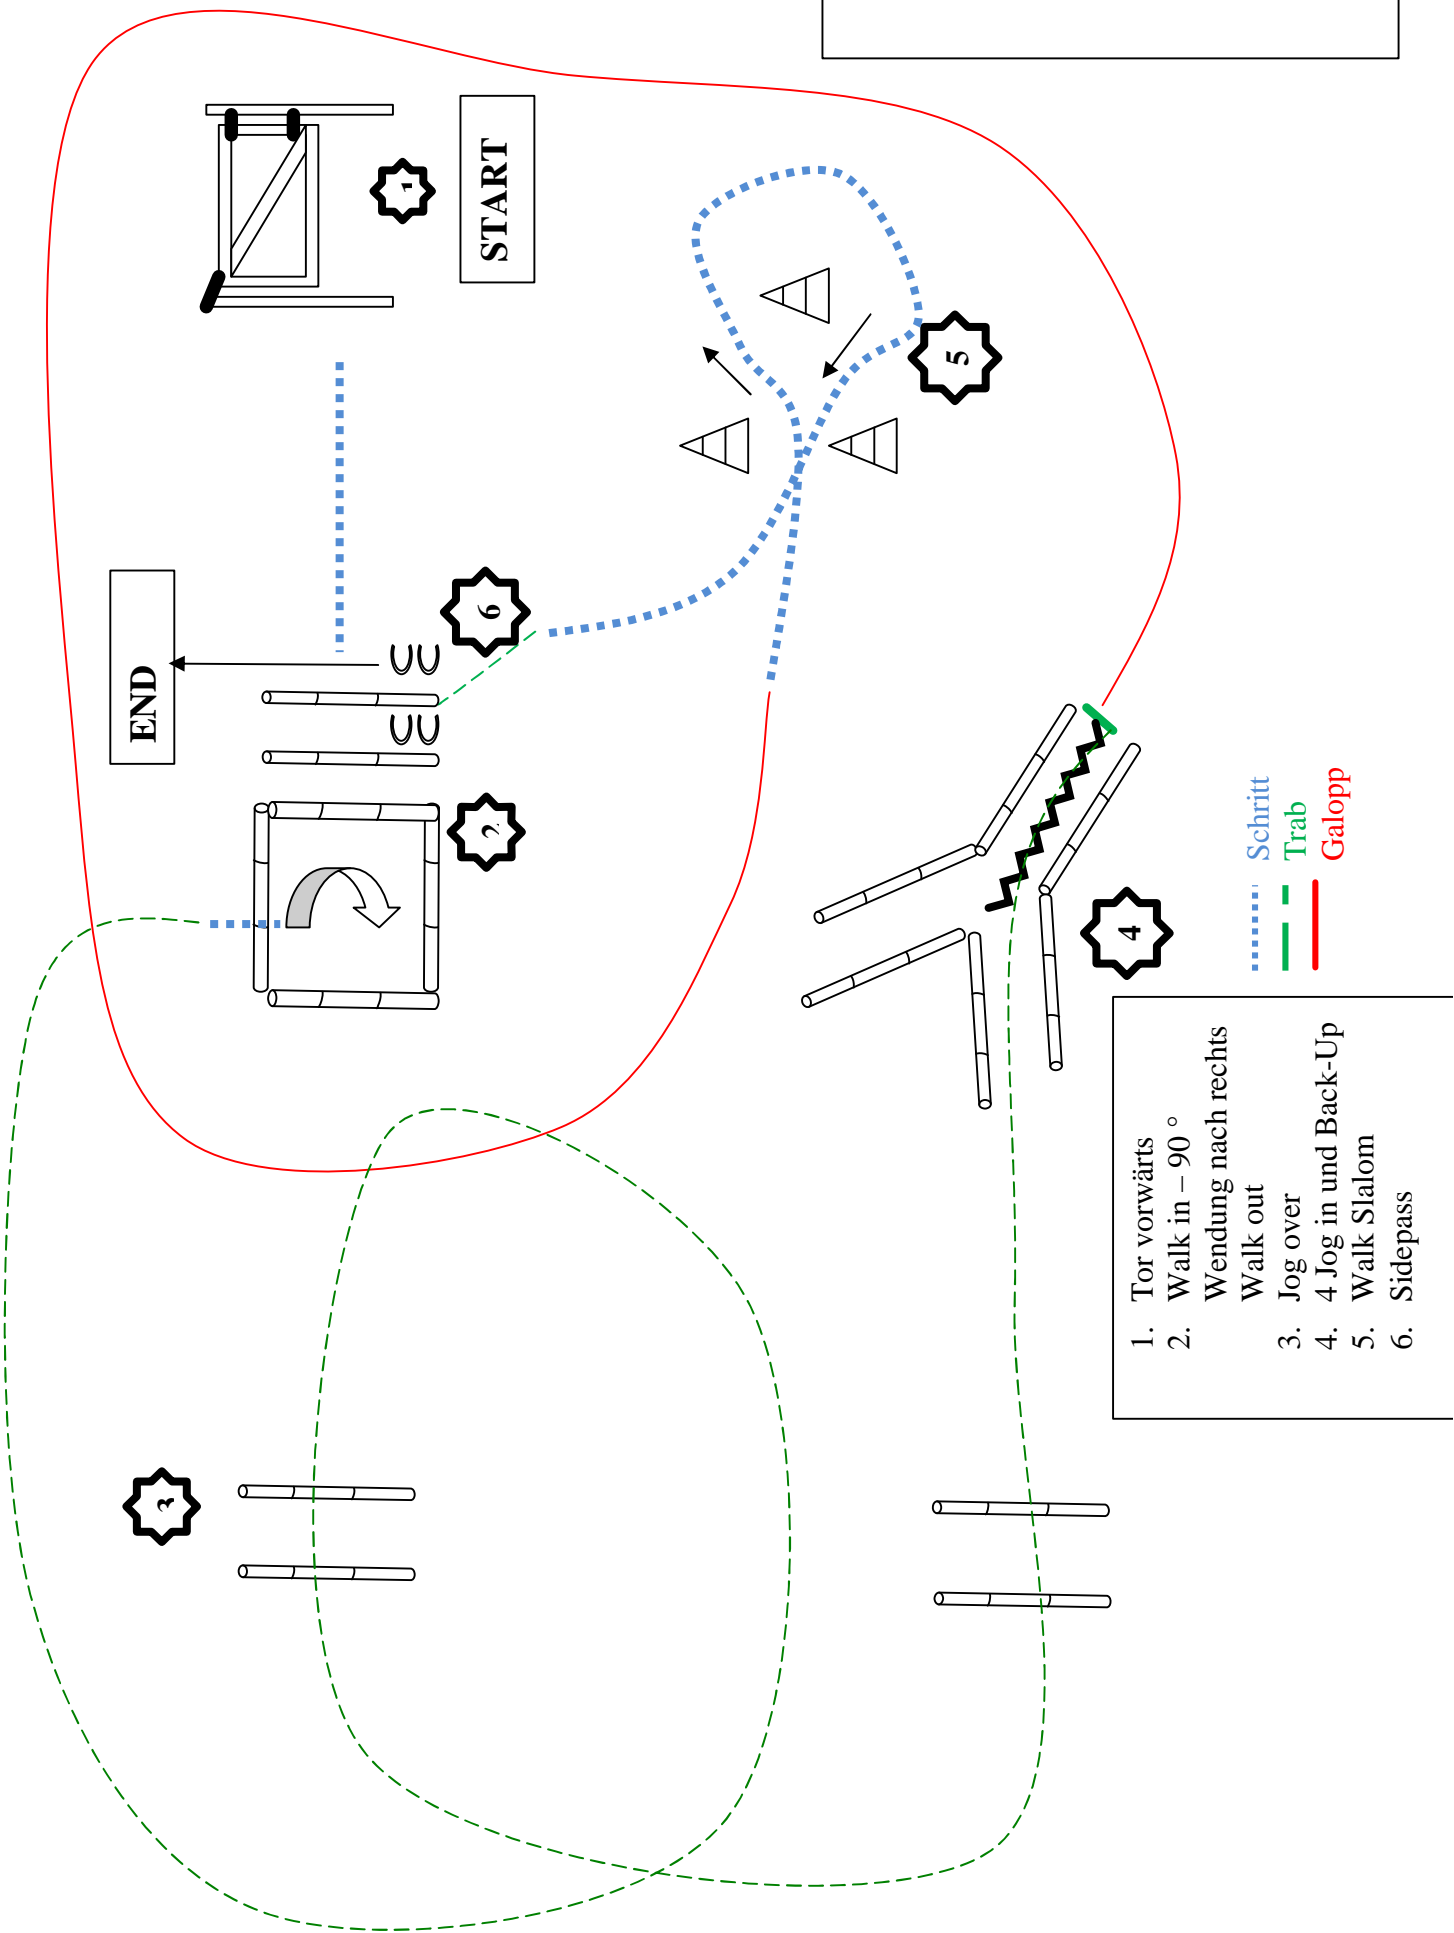 START
1
END
6
2
5
3
4
Schritt
Trab
Galopp
1. Tor vorwärts
2. Walk in – 90 °
Wendung nach rechts
Walk out
3. Jog over
4. 4 Jog in und Back-Up
5. Walk Slalom
6. Sidepass